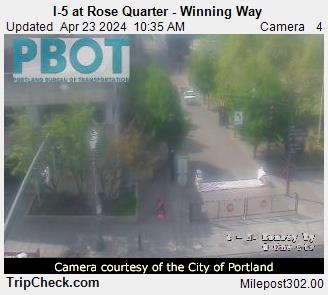 I-5 at Rose Quarter - Winning Way
Updated Apr 23 2024 10:35 AM Camera 4
PBOT
PORTLAND BUREAU OF TRANSPORTATION
Camera courtesy of the City of Portland
TripCheck.com Milepost302.00